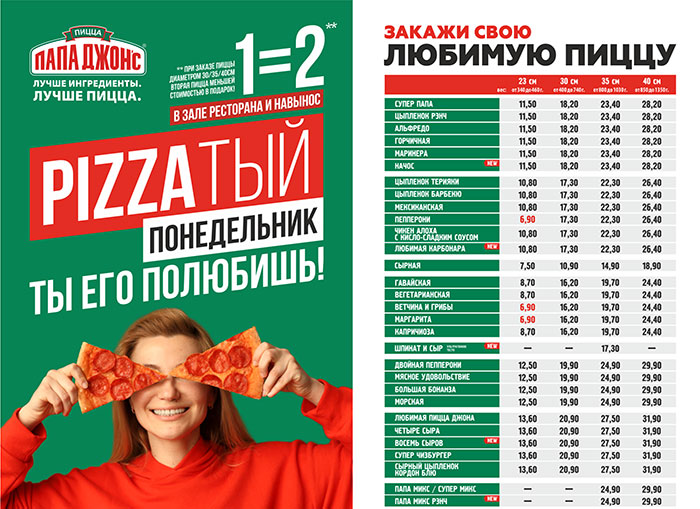 ПИЦЦА
ПАПА ДЖОНС
ЛУЧШЕ ИНГРЕДИЕНТЫ.
ЛУЧШЕ ПИЦЦА.
1=2**
** ПРИ ЗАКАЗЕ ПИЦЦЫ
ДИАМЕТРОМ 30/35/40СМ
ВТОРАЯ ПИЦЦА МЕНЬШЕЙ
СТОИМОСТЬЮ В ПОДАРОК!
В ЗАЛЕ РЕСТОРАНА И НАВЫНОС
PIZZAТЫЙ
ПОНЕДЕЛЬНИК
ТЫ ЕГО ПОЛЮБИШЬ!
ЗАКАЖИ СВОЮ
ЛЮБИМУЮ ПИЦЦУ
23 СМ 30 СМ 35 СМ 40 СМ
вес: от 340 до 460 г. от 400 до 740 г. от 800 до 1030 г. от 850 до 1350 г.
СУПЕР ПАПА 11,50 18,20 23,40 28,20
ЦЫПЛЕНОК РЭНЧ 11,50 18,20 23,40 28,20
АЛЬФРЕДО 11,50 18,20 23,40 28,20
ГОРЧИЧНАЯ 11,50 18,20 23,40 28,20
МАРИНЕРА 11,50 18,20 23,40 28,20
НАЧОС NEW 11,50 18,20 23,40 28,20
ЦЫПЛЕНОК ТЕРИЯКИ 10,80 17,30 22,30 26,40
ЦЫПЛЕНОК БАРБЕКЮ 10,80 17,30 22,30 26,40
МЕКСИКАНСКАЯ 10,80 17,30 22,30 26,40
ПЕППЕРОНИ 6,90 17,30 22,30 26,40
ЧИКЕН АЛОХА
С КИСЛО-СЛАДКИМ СОУСОМ 10,80 17,30 22,30 26,40
ЛЮБИМАЯ КАРБОНАРА NEW 10,80 17,30 22,30 26,40
СЫРНАЯ 7,50 10,90 14,90 18,90
ГАВАЙСКАЯ 8,70 16,20 19,70 24,40
ВЕГЕТАРИАНСКАЯ 8,70 16,20 19,70 24,40
ВЕТЧИНА И ГРИБЫ 6,90 16,20 19,70 24,40
МАРГАРИТА 6,90 16,20 19,70 24,40
КАПРИЧИОЗА 8,70 16,20 19,70 24,40
ШПИНАТ И СЫР NEW — — 17,30 —
ДВОЙНАЯ ПЕППЕРОНИ 12,50 19,90 24,90 29,90
МЯСНОЕ УДОВОЛЬСТВИЕ 12,50 19,90 24,90 29,90
БОЛЬШАЯ БОНАНЗА 12,50 19,90 24,90 29,90
МОРСКАЯ 12,50 19,90 24,90 29,90
ЛЮБИМАЯ ПИЦЦА ДЖОНА 13,60 20,90 27,50 31,90
ЧЕТЫРЕ СЫРА 13,60 20,90 27,50 31,90
ВОСЕМЬ СЫРОВ NEW 13,60 20,90 27,50 31,90
СУПЕР ЧИЗБУРГЕР 13,60 20,90 27,50 31,90
СЫРНЫЙ ЦЫПЛЕНОК
КОРДОН БЛЮ 13,60 20,90 27,50 31,90
ПАПА МИКС / СУПЕР МИКС — — 24,90 29,90
ПАПА МИКС РЭНЧ NEW — — 24,90 29,90